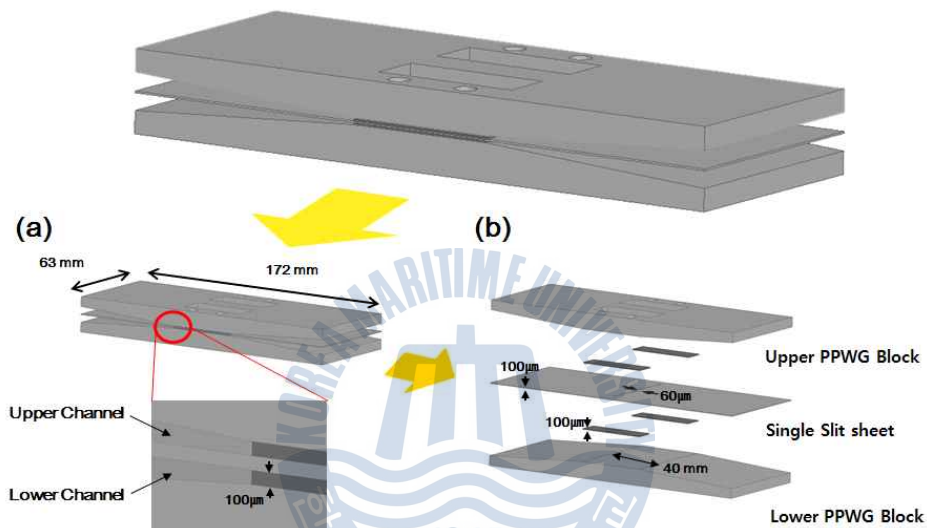 (a)
63 mm
172 mm
Upper Channel
Lower Channel
100µm
(b)
Upper PPWG Block
100µm
60µm
Single Slit sheet
100µm
40 mm
Lower PPWG Block
KOREA MARITIME UNIVERSITY